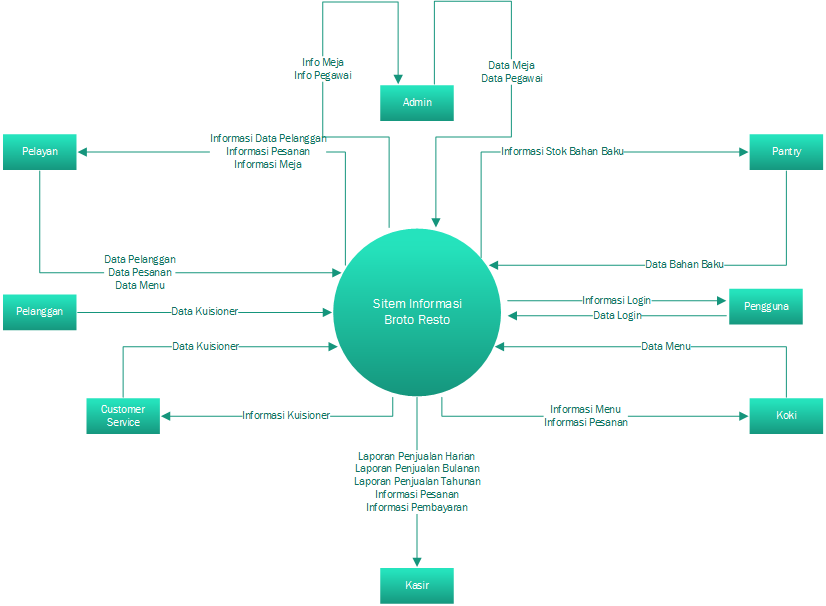 Info Meja
Info Pegawai
Data Meja
Data Pegawai
Admin
Pelayan
Informasi Data Pelanggan
Informasi Pesanan
Informasi Meja
Informasi Stok Bahan Baku
Pantry
Data Pelanggan
Data Pesanan
Data Menu
Data Bahan Baku
Sitem Informasi
Broto Resto
Pelanggan
Data Kuisioner
Informasi Login
Data Login
Pengguna
Data Kuisioner
Data Menu
Customer
Service
Informasi Kuisioner
Informasi Menu
Informasi Pesanan
Koki
Laporan Penjualan Harian
Laporan Penjualan Bulanan
Laporan Penjualan Tahunan
Informasi Pesanan
Informasi Pembayaran
Kasir